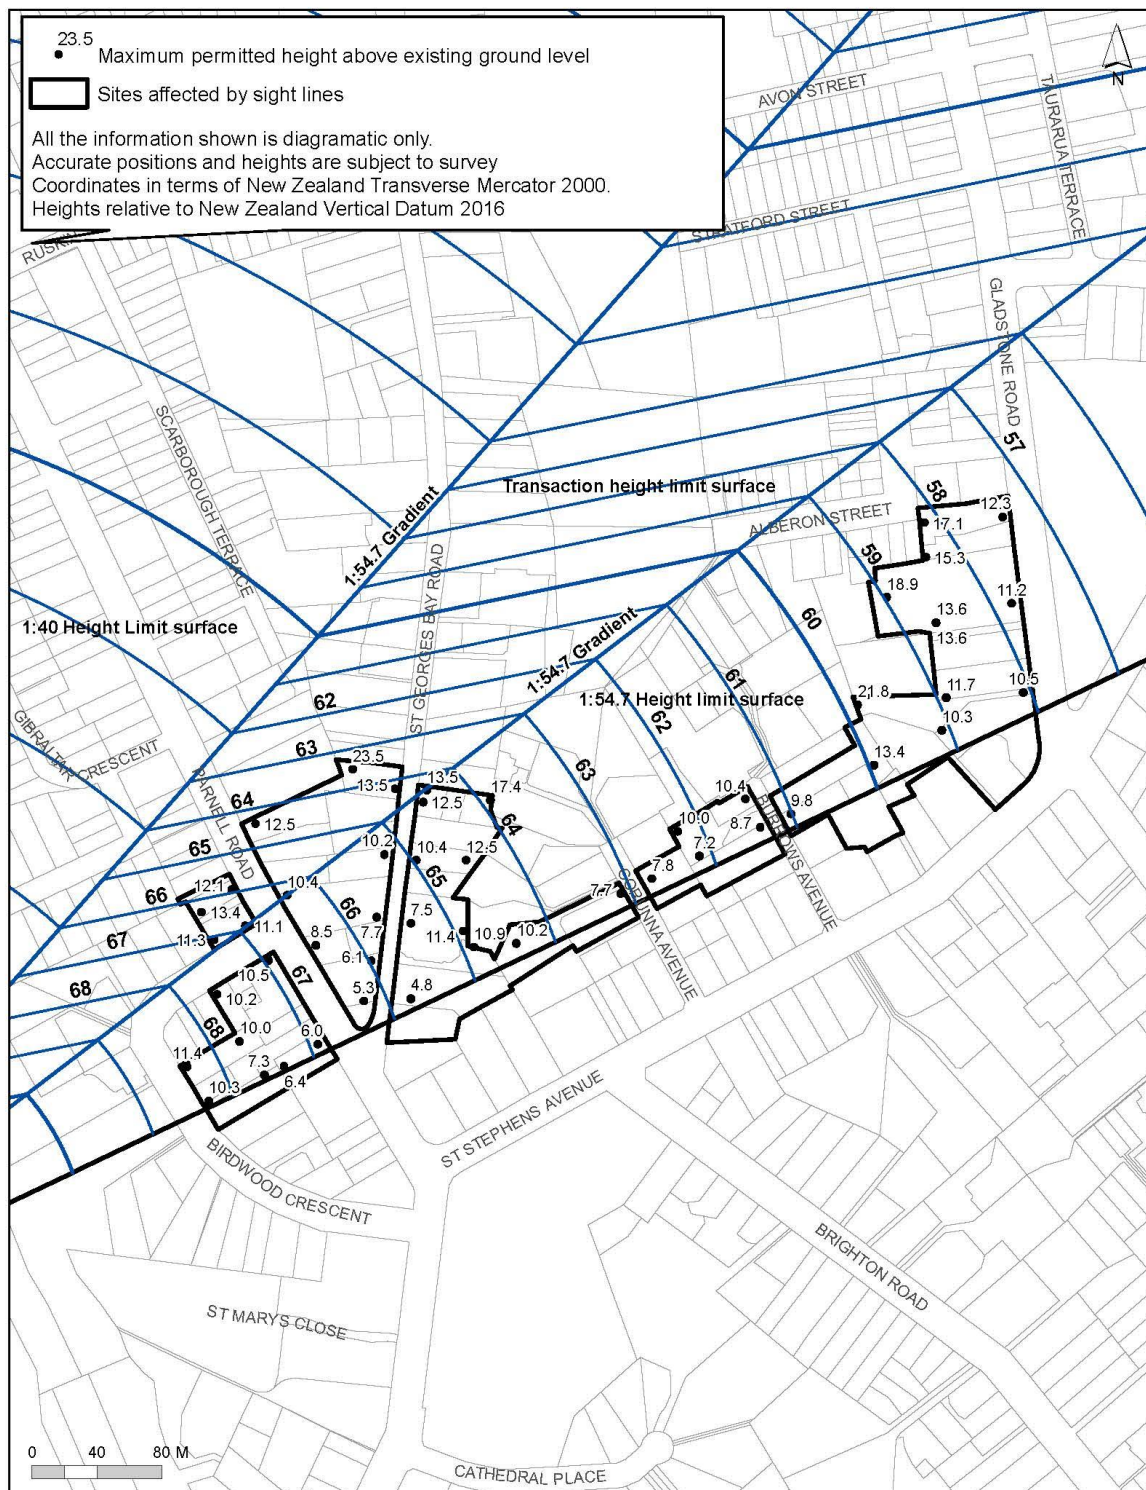 23.5
Maximum permitted height above existing ground level
Sites affected by sight lines
All the information shown is diagramatic only.
Accurate positions and heights are subject to survey
Coordinates in terms of New Zealand Transverse Mercator 2000.
Heights relative to New Zealand Vertical Datum 2016
N
AVON STREET
TAURARUA TERRACE
STRATFORD STREET
GLADSTONE ROAD
SCARBOROUGH TERRACE
57
58
Transaction height limit surface
12.3
ALBERON STREET
17.1
1:54.7 Gradient
59
15.3
18.9
11.2
ST GEORGES BAY ROAD
13.6
60
1:40 Height Limit surface
13.6
1:54.7 Gradient
61
62
1:54.7 Height limit surface
21.8
11.7
10.5
GIBRALTAR CRESCENT
62
10.3
63
63
23.5
13.4
PARNELL ROAD
13.5
13.5
17.4
10.4
64
12.5
12.5
64
9.8
BURROWS AVENUE
10.0
8.7
65
10.2
10.4
12.5
7.2
66
12.1
10.4
65
7.8
CORUNNA AVENUE
7.7
13.4
66
67
11.3
11.1
8.5
7.7
7.5
11.4
10.9
10.2
68
10.5
67
6.1
10.2
5.3
4.8
68
10.0
6.0
11.4
7.3
10.3
6.4
ST STEPHENS AVENUE
BIRDWOOD CRESCENT
BRIGHTON ROAD
ST MARYS CLOSE
0 40 80 M
CATHEDRAL PLACE